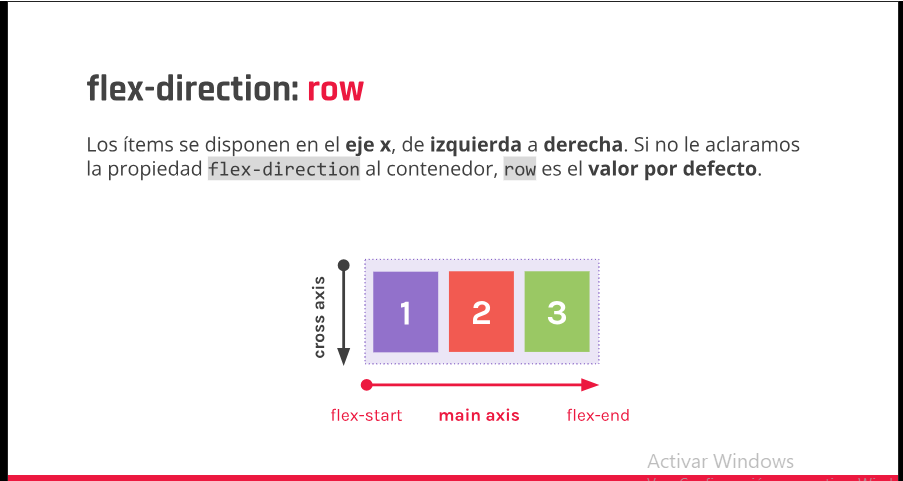 flex-direction: row
Los ítems se disponen en el eje x, de izquierda a derecha. Si no le aclaramos
la propiedad flex-direction al contenedor, row es el valor por defecto.
cross axis
1 2 3
flex-start main axis flex-end
Activar Windows